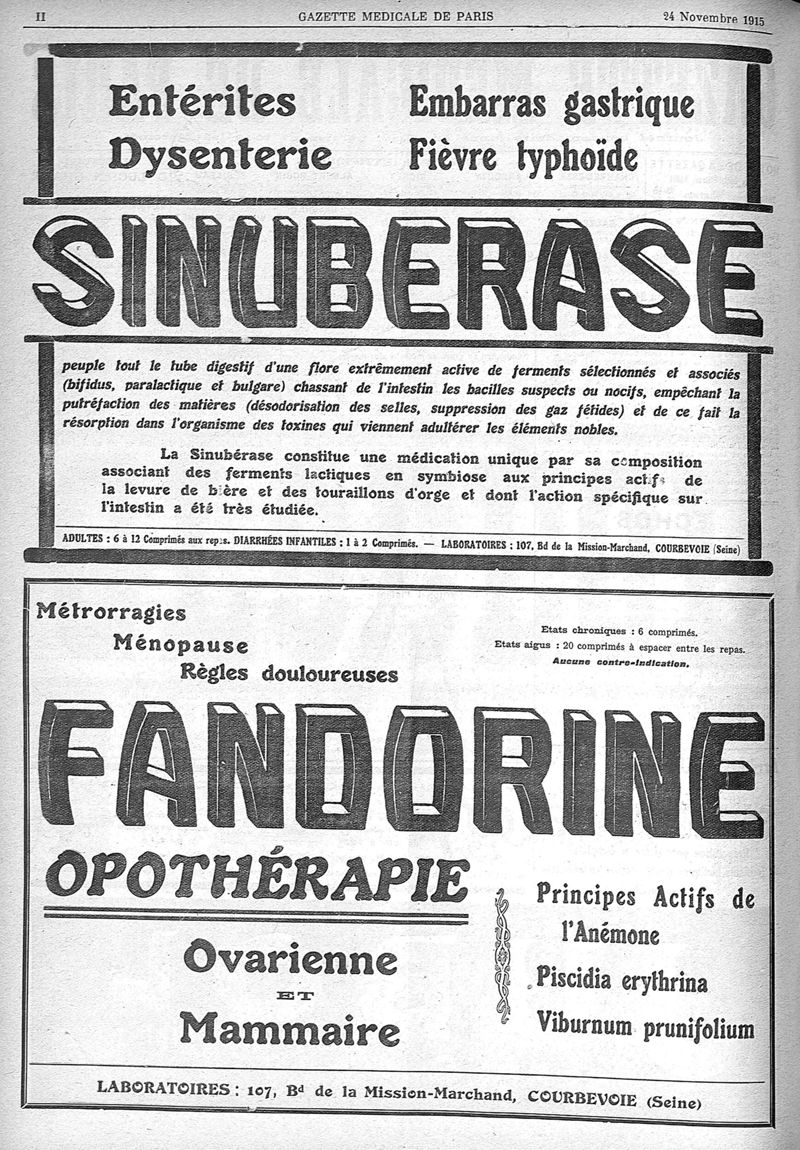 II
GAZETTE MEDICALE DE PARIS
24 Novembre 1915
Entérites
Dysenterie
Embarras gastrique
Fièvre typhoïde
SINUBERASE
peuple tout le tube digestif d'une flore extrêmement active de ferments sélectionnés et associés
(bifidus, paralactique et bulgare) chassant de l'intestin les bacilles suspects ou nocifs, empêchant la
putréfaction des matières (désodorisation des selles, suppression des gaz fétides) et de ce fait la
résorption dans l'organisme des toxines qui viennent adultérer les éléments nobles.
La Sinubérase constitue une médication unique par sa composition
associant des ferments lactiques en symbiose aux principes actifs de
la levure de bière et des touraillons d'orge et dont l'action spécifique sur
l'intestin a été très étudiée.
ADULTES : 6 à 12 Comprimés aux repas. DIARRHÉES INFANTILES : 1 à 2 Comprimés. — LABORATOIRES : 107, Bd de la Mission-Marchand, COURBEVOIE (Seine)
Métrorragies
Ménopause
Règles douloureuses
Etats chroniques : 6 comprimés.
Etats aigus : 20 comprimés à espacer entre les repas.
Aucune contre-indication.
FANDORINE
OPOTHÉRAPIE
Ovarienne
ET
Mammaire
Principes Actifs de
l'Anémone
Piscidia erythrina
Viburnum prunifolium
LABORATOIRES : 107, Bd de la Mission-Marchand, COURBEVOIE (Seine)